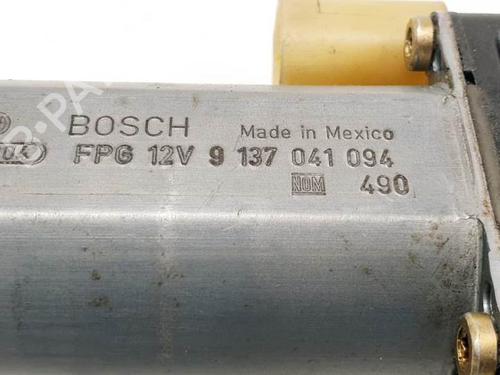 BOSCH Made in Mexico
FPG 12V 9 137 041 094
NOM 490